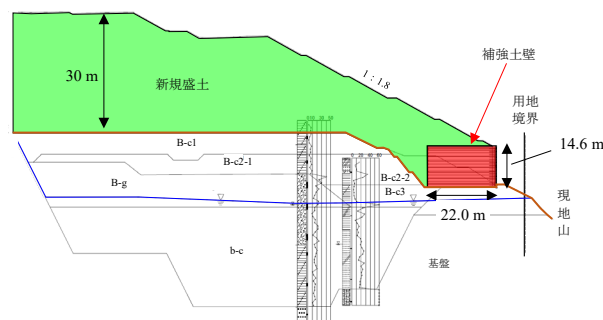 30 m
新規盛土
1：1.8
補強土壁
用地境界
14.6 m
B-c1
B-c2-1
B-g
B-c2-2
B-c3
22.0 m
現地山
b-c
基盤